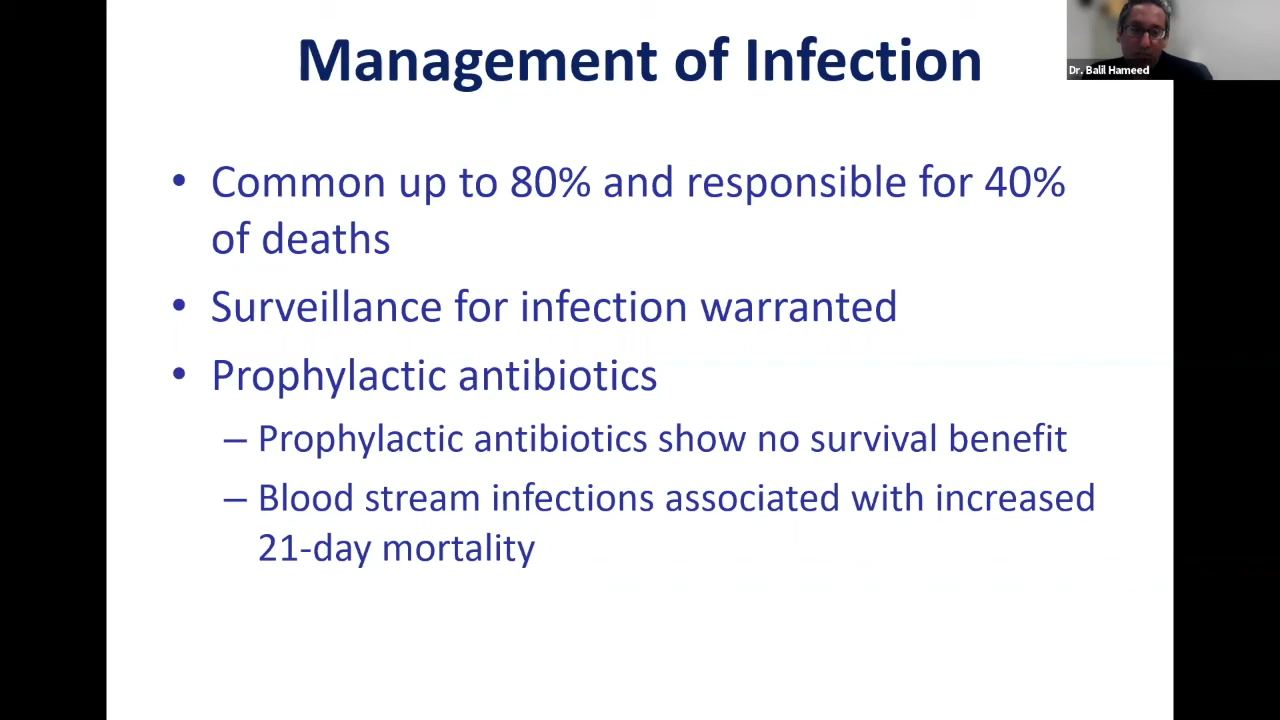 Management of Infection
Dr. Balil Hameed
• Common up to 80% and responsible for 40%
of deaths
• Surveillance for infection warranted
• Prophylactic antibiotics
– Prophylactic antibiotics show no survival benefit
– Blood stream infections associated with increased
21-day mortality